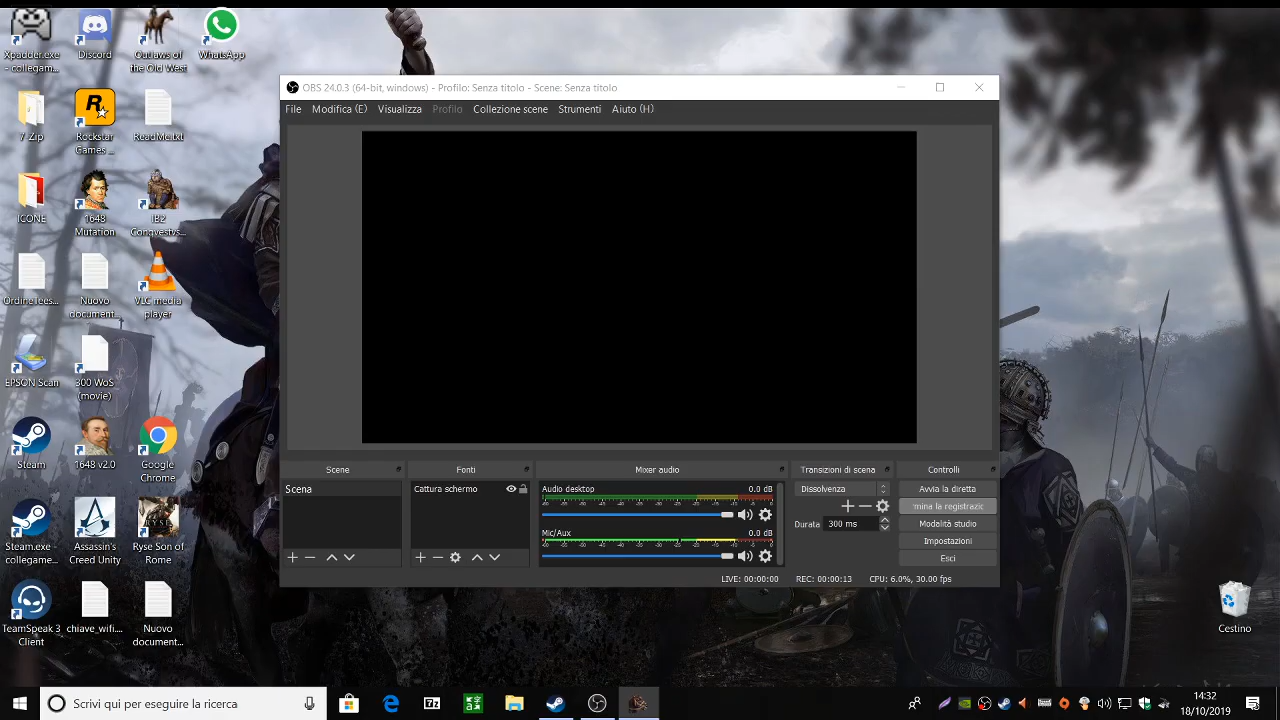 Xpadder.exe
- collegam...
Discord
Outlaws of
the Old West
WhatsApp
7 Zip
Rockstar
Games ...
ReadMe.txt
ICONE
1648
Mutation
IB2
Conqvestvs...
OrdineTees...
Nuovo
document...
VLC media
player
EPSON Scan
300 WoS
(movie)
Steam
1648 v2.0
Google
Chrome
Steam.exe -
collegame...
Assassin's
Creed Unity
Ryse Son of
Rome
TeamSpeak 3
Client
chiave_wifi....
Nuovo
document...
Cestino
OBS 24.0.3 (64-bit, windows) - Profilo: Senza titolo - Scene: Senza titolo
File Modifica (E) Visualizza Profilo Collezione scene Strumenti Aiuto (H)
Scene
Scena
Fonti
Cattura schermo
Mixer audio
Audio desktop 0.0 dB
Mic/Aux 0.0 dB
Transizioni di scena
Dissolvenza
Durata 300 ms
Controlli
Avvia la diretta
mina la registrazic
Modalità studio
Impostazioni
Esci
LIVE: 00:00:00 REC: 00:00:13 CPU: 6.0%, 30.00 fps
Scrivi qui per eseguire la ricerca
7z
14:32
18/10/2019